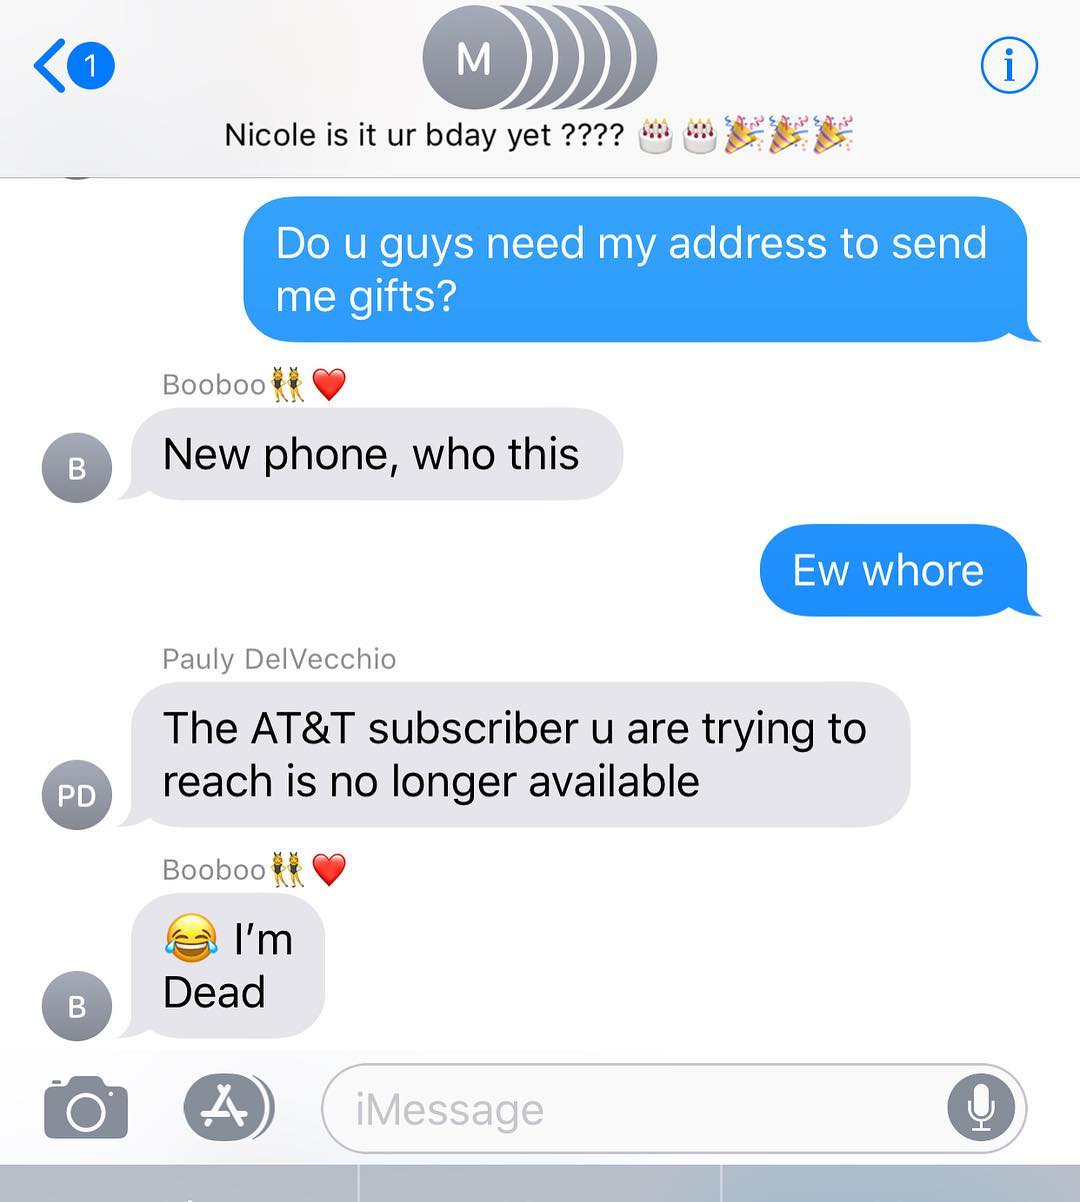 1
M
i
Nicole is it ur bday yet ???? 🎂🎂🎉🎉🎉
Do u guys need my address to send
me gifts?
Booboo👯❤️
New phone, who this
B
Ew whore
Pauly DelVecchio
The AT&T subscriber u are trying to
reach is no longer available
PD
Booboo👯❤️
😂 I’m
Dead
B
iMessage